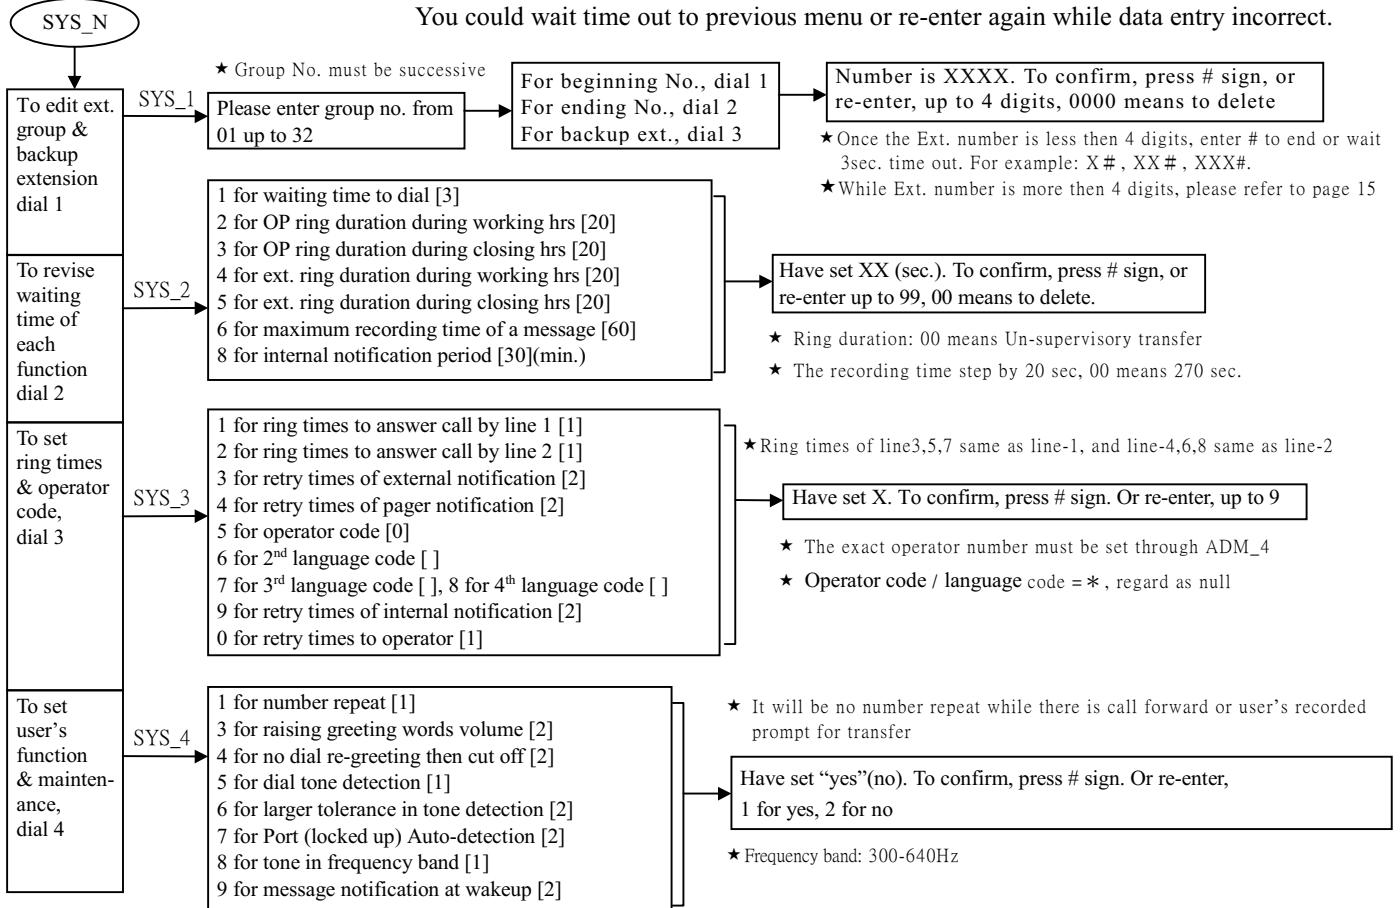 SYS_N
You could wait time out to previous menu or re-enter again while data entry incorrect.
To edit ext.
group &
backup
extension
dial 1
SYS_1
★ Group No. must be successive
Please enter group no. from
01 up to 32
For beginning No., dial 1
For ending No., dial 2
For backup ext., dial 3
Number is XXXX. To confirm, press # sign, or
re-enter, up to 4 digits, 0000 means to delete
★Once the Ext. number is less then 4 digits, enter # to end or wait
3sec. time out. For example: X#, XX#, XXX#.
★While Ext. number is more then 4 digits, please refer to page 15
To revise
waiting
time of
each
function
dial 2
SYS_2
1 for waiting time to dial [3]
2 for OP ring duration during working hrs [20]
3 for OP ring duration during closing hrs [20]
4 for ext. ring duration during working hrs [20]
5 for ext. ring duration during closing hrs [20]
6 for maximum recording time of a message [60]
8 for internal notification period [30](min.)
Have set XX (sec.). To confirm, press # sign, or
re-enter up to 99, 00 means to delete.
★ Ring duration: 00 means Un-supervisory transfer
★ The recording time step by 20 sec, 00 means 270 sec.
To set
ring times
& operator
code,
dial 3
SYS_3
1 for ring times to answer call by line 1 [1]
2 for ring times to answer call by line 2 [1]
3 for retry times of external notification [2]
4 for retry times of pager notification [2]
5 for operator code [0]
6 for 2nd language code [ ]
7 for 3rd language code [ ], 8 for 4th language code [ ]
9 for retry times of internal notification [2]
0 for retry times to operator [1]
★Ring times of line3,5,7 same as line-1, and line-4,6,8 same as line-2
Have set X. To confirm, press # sign. Or re-enter, up to 9
★ The exact operator number must be set through ADM_4
★ Operator code / language code =*, regard as null
To set
user's
function
& mainten-
ance,
dial 4
SYS_4
1 for number repeat [1]
3 for raising greeting words volume [2]
4 for no dial re-greeting then cut off [2]
5 for dial tone detection [1]
6 for larger tolerance in tone detection [2]
7 for Port (locked up) Auto-detection [2]
8 for tone in frequency band [1]
9 for message notification at wakeup [2]
★ It will be no number repeat while there is call forward or user's recorded
prompt for transfer
Have set “yes”(no). To confirm, press # sign. Or re-enter,
1 for yes, 2 for no
★Frequency band: 300-640Hz